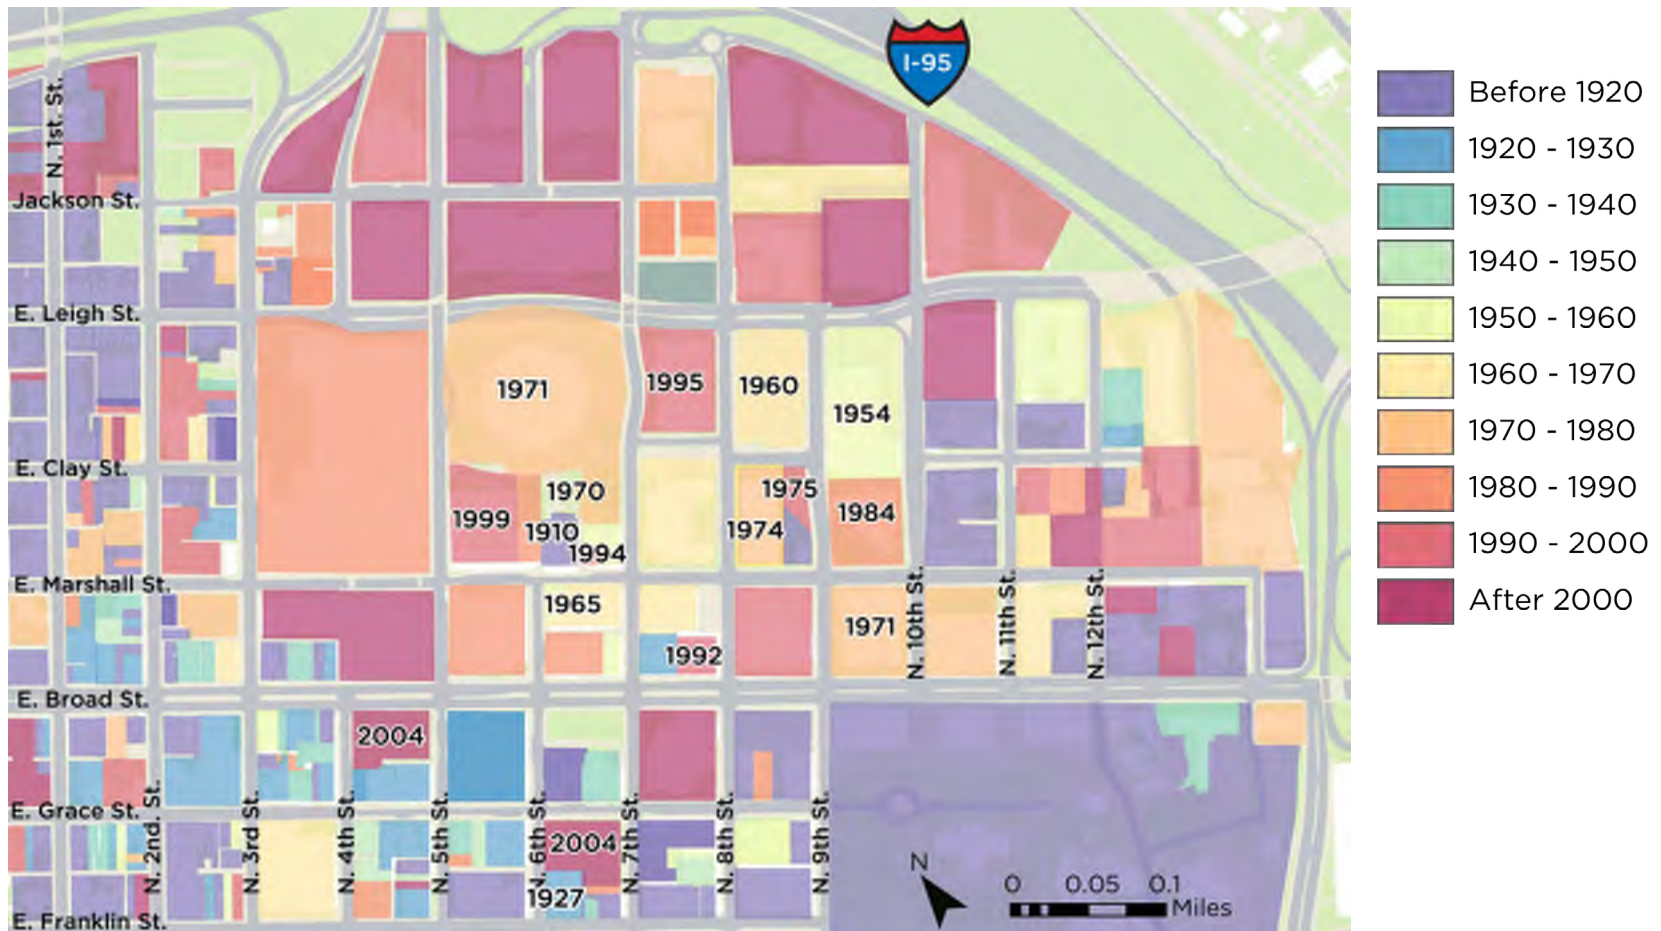 I-95
N. 1st. St.
Jackson St.
E. Leigh St.
1971
1995
1960
1954
E. Clay St.
1970
1975
1999
1910
1974
1984
1994
E. Marshall St.
1965
1971
N. 10th St.
N. 11th St.
N. 12th St.
1992
E. Broad St.
2004
E. Grace St.
N. 2nd. St.
N. 3rd St.
N. 4th St.
N. 5th St.
N. 6th St.
2004
N. 7th St.
N. 8th St.
N. 9th St.
1927
E. Franklin St.
N
0 0.05 0.1
Miles
Before 1920
1920 - 1930
1930 - 1940
1940 - 1950
1950 - 1960
1960 - 1970
1970 - 1980
1980 - 1990
1990 - 2000
After 2000